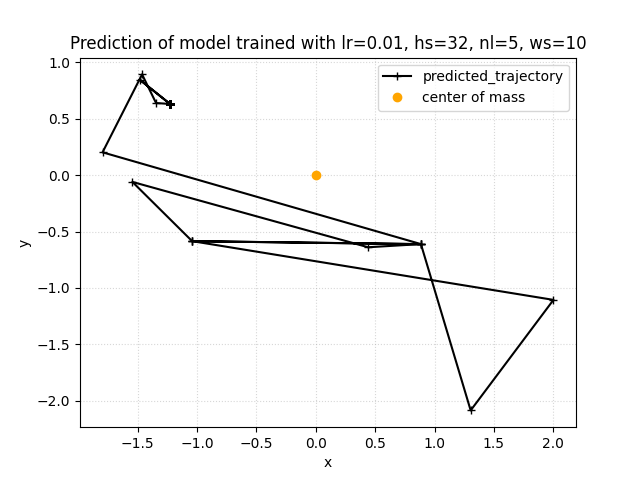 Prediction of model trained with lr=0.01, hs=32, nl=5, ws=10
predicted_trajectory
center of mass
1.0
0.5
0.0
−0.5
−1.0
−1.5
−2.0
y
−1.5 −1.0 −0.5 0.0 0.5 1.0 1.5 2.0
x